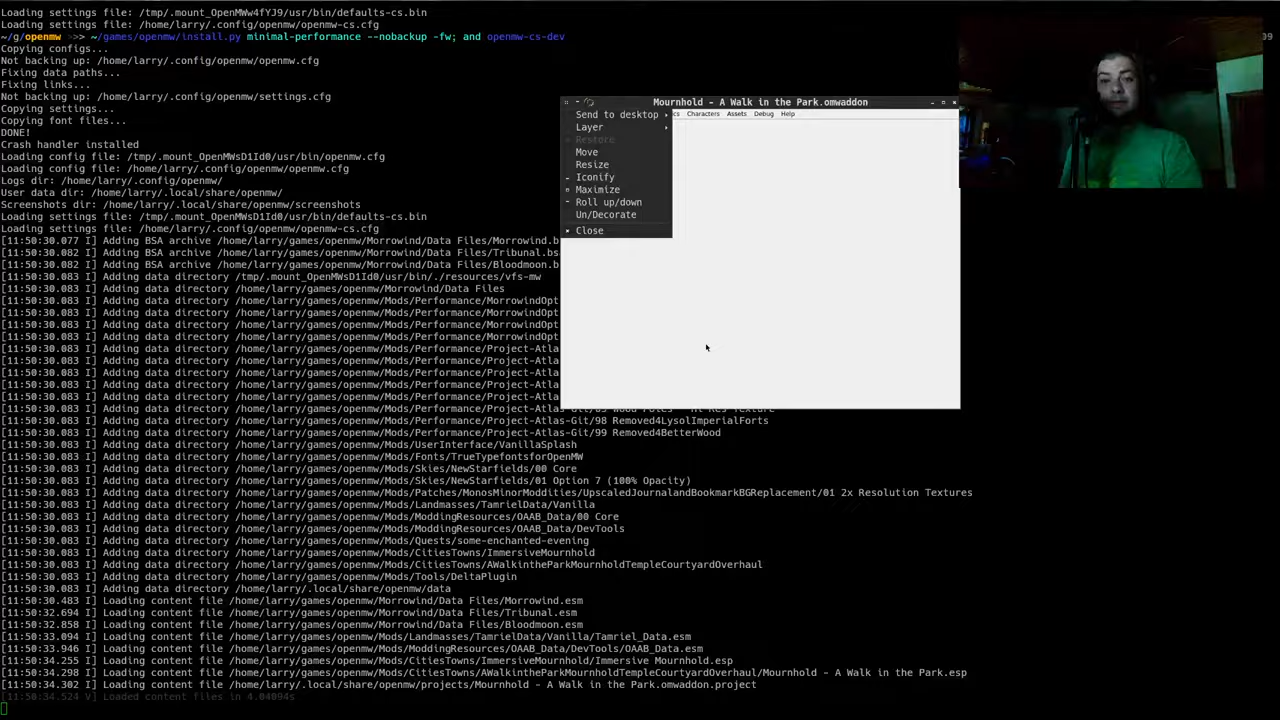 Loading settings file: /tmp/.mount_OpenMWw4fYJ9/usr/bin/defaults-cs.bin
Loading settings file: /home/larry/.config/openmw/openmw-cs.cfg
~/g/openmw >>> ~/games/openmw/install.py minimal-performance --nobackup -fw; and openmw-cs-dev
09
Copying configs...
Not backing up: /home/larry/.config/openmw/openmw.cfg
Fixing data paths...
Fixing links...
Not backing up: /home/larry/.config/openmw/settings.cfg
Copying settings...
Copying font files...
DONE!
Crash handler installed
Loading config file: /tmp/.mount_OpenMWsD1Id0/usr/bin/openmw.cfg
Loading config file: /home/larry/.config/openmw/openmw.cfg
Logs dir: /home/larry/.config/openmw/
User data dir: /home/larry/.local/share/openmw/
Screenshots dir: /home/larry/.local/share/openmw/screenshots
Loading settings file: /tmp/.mount_OpenMWsD1Id0/usr/bin/defaults-cs.bin
Loading settings file: /home/larry/.config/openmw/openmw-cs.cfg
[11:50:30.077 I] Adding BSA archive /home/larry/games/openmw/Morrowind/Data Files/Morrowind.b
[11:50:30.082 I] Adding BSA archive /home/larry/games/openmw/Morrowind/Data Files/Tribunal.bs
[11:50:30.082 I] Adding BSA archive /home/larry/games/openmw/Morrowind/Data Files/Bloodmoon.b
[11:50:30.083 I] Adding data directory /tmp/.mount_OpenMWsD1Id0/usr/bin/./resources/vfs-mw
[11:50:30.083 I] Adding data directory /home/larry/games/openmw/Morrowind/Data Files
[11:50:30.083 I] Adding data directory /home/larry/games/openmw/Mods/Performance/MorrowindOpt
[11:50:30.083 I] Adding data directory /home/larry/games/openmw/Mods/Performance/MorrowindOpt
[11:50:30.083 I] Adding data directory /home/larry/games/openmw/Mods/Performance/MorrowindOpt
[11:50:30.083 I] Adding data directory /home/larry/games/openmw/Mods/Performance/MorrowindOpt
[11:50:30.083 I] Adding data directory /home/larry/games/openmw/Mods/Performance/Project-Atla
[11:50:30.083 I] Adding data directory /home/larry/games/openmw/Mods/Performance/Project-Atla
[11:50:30.083 I] Adding data directory /home/larry/games/openmw/Mods/Performance/Project-Atla
[11:50:30.083 I] Adding data directory /home/larry/games/openmw/Mods/Performance/Project-Atla
[11:50:30.083 I] Adding data directory /home/larry/games/openmw/Mods/Performance/Project-Atla
[11:50:30.083 I] Adding data directory /home/larry/games/openmw/Mods/Performance/Project-Atlas-Git/
[11:50:30.083 I] Adding data directory /home/larry/games/openmw/Mods/Performance/Project-Atlas-Git/98 Removed4LysolImperialForts
[11:50:30.083 I] Adding data directory /home/larry/games/openmw/Mods/Performance/Project-Atlas-Git/99 Removed4BetterWood
[11:50:30.083 I] Adding data directory /home/larry/games/openmw/Mods/UserInterface/VanillaSplash
[11:50:30.083 I] Adding data directory /home/larry/games/openmw/Mods/Fonts/TrueTypefontsforOpenMW
[11:50:30.083 I] Adding data directory /home/larry/games/openmw/Mods/Skies/NewStarfields/00 Core
[11:50:30.083 I] Adding data directory /home/larry/games/openmw/Mods/Skies/NewStarfields/01 Option 7 (100% Opacity)
[11:50:30.083 I] Adding data directory /home/larry/games/openmw/Mods/Patches/MonosMinorModdities/UpscaledJournalandBookmarkBGReplacement/01 2x Resolution Textures
[11:50:30.083 I] Adding data directory /home/larry/games/openmw/Mods/Landmasses/TamrielData/Vanilla
[11:50:30.083 I] Adding data directory /home/larry/games/openmw/Mods/ModdingResources/OAAB_Data/00 Core
[11:50:30.083 I] Adding data directory /home/larry/games/openmw/Mods/ModdingResources/OAAB_Data/DevTools
[11:50:30.083 I] Adding data directory /home/larry/games/openmw/Mods/Quests/some-enchanted-evening
[11:50:30.083 I] Adding data directory /home/larry/games/openmw/Mods/CitiesTowns/ImmersiveMournhold
[11:50:30.083 I] Adding data directory /home/larry/games/openmw/Mods/CitiesTowns/AWalkintheParkMournholdTempleCourtyardOverhaul
[11:50:30.083 I] Adding data directory /home/larry/games/openmw/Mods/Tools/DeltaPlugin
[11:50:30.083 I] Adding data directory /home/larry/.local/share/openmw/data
[11:50:30.483 I] Loading content file /home/larry/games/openmw/Morrowind/Data Files/Morrowind.esm
[11:50:32.694 I] Loading content file /home/larry/games/openmw/Morrowind/Data Files/Tribunal.esm
[11:50:32.858 I] Loading content file /home/larry/games/openmw/Morrowind/Data Files/Bloodmoon.esm
[11:50:33.094 I] Loading content file /home/larry/games/openmw/Mods/Landmasses/TamrielData/Vanilla/Tamriel_Data.esm
[11:50:33.946 I] Loading content file /home/larry/games/openmw/Mods/ModdingResources/OAAB_Data/DevTools/OAAB_Data.esm
[11:50:34.255 I] Loading content file /home/larry/games/openmw/Mods/CitiesTowns/ImmersiveMournhold/Immersive Mournhold.esp
[11:50:34.298 I] Loading content file /home/larry/games/openmw/Mods/CitiesTowns/AWalkintheParkMournholdTempleCourtyardOverhaul/Mournhold - A Walk in the Park.esp
[11:50:34.302 I] Loading content file /home/larry/.local/share/openmw/projects/Mournhold - A Walk in the Park.omwaddon.project
[11:50:34.524 V] Loaded content files in 4.04094s
Mournhold - A Walk in the Park.omwaddon
cs Characters Assets Debug Help
Send to desktop
Layer
Restore
Move
Resize
Iconify
Maximize
Roll up/down
Un/Decorate
Close